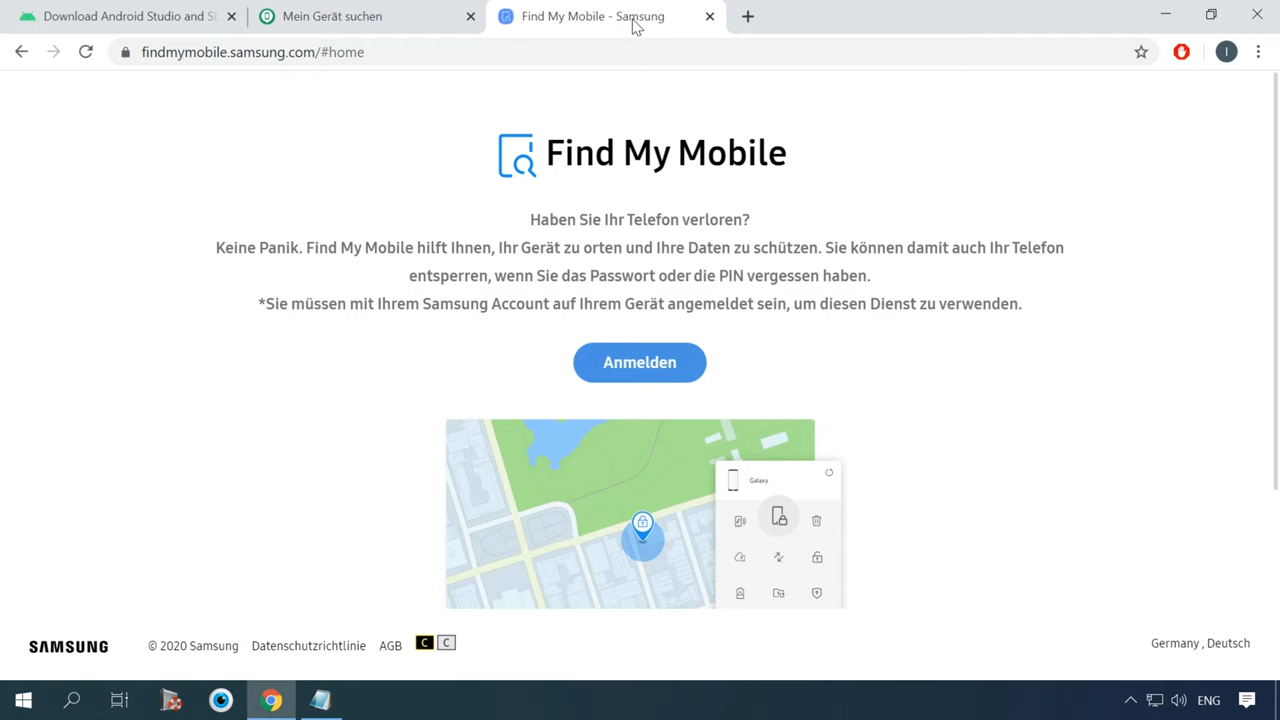 Download Android Studio and SD
Mein Gerät suchen
Find My Mobile - Samsung
findmymobile.samsung.com/#home
I
Find My Mobile
Haben Sie Ihr Telefon verloren?
Keine Panik. Find My Mobile hilft Ihnen, Ihr Gerät zu orten und Ihre Daten zu schützen. Sie können damit auch Ihr Telefon
entsperren, wenn Sie das Passwort oder die PIN vergessen haben.
*Sie müssen mit Ihrem Samsung Account auf Ihrem Gerät angemeldet sein, um diesen Dienst zu verwenden.
Anmelden
Galaxy
SAMSUNG © 2020 Samsung Datenschutzrichtlinie AGB C C Germany , Deutsch
ENG